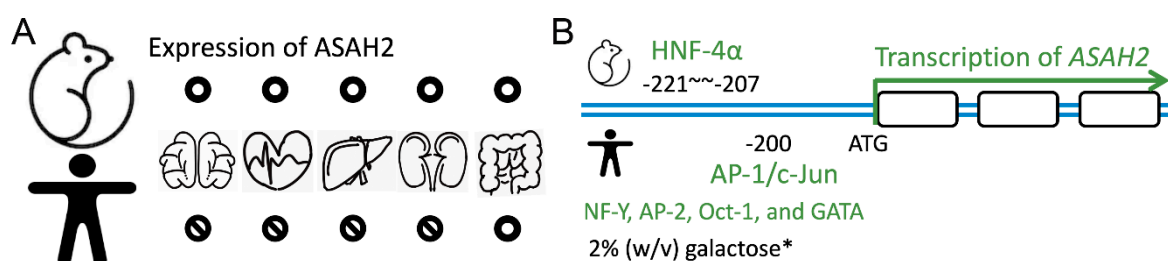 A
Expression of ASAH2
B
HNF-4α
-221~~-207
Transcription of ASAH2
-200
ATG
AP-1/c-Jun
NF-Y, AP-2, Oct-1, and GATA
2% (w/v) galactose*